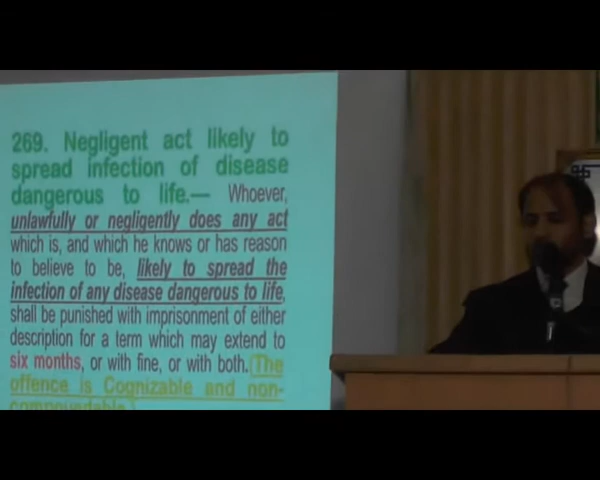 269. Negligent act likely to
spread infection of disease
dangerous to life.— Whoever,
unlawfully or negligently does any act
which is, and which he knows or has reason
to believe to be, likely to spread the
infection of any disease dangerous to life,
shall be punished with imprisonment of either
description for a term which may extend to
six months, or with fine, or with both. (The
offence is Cognizable and non-
compoundable.)